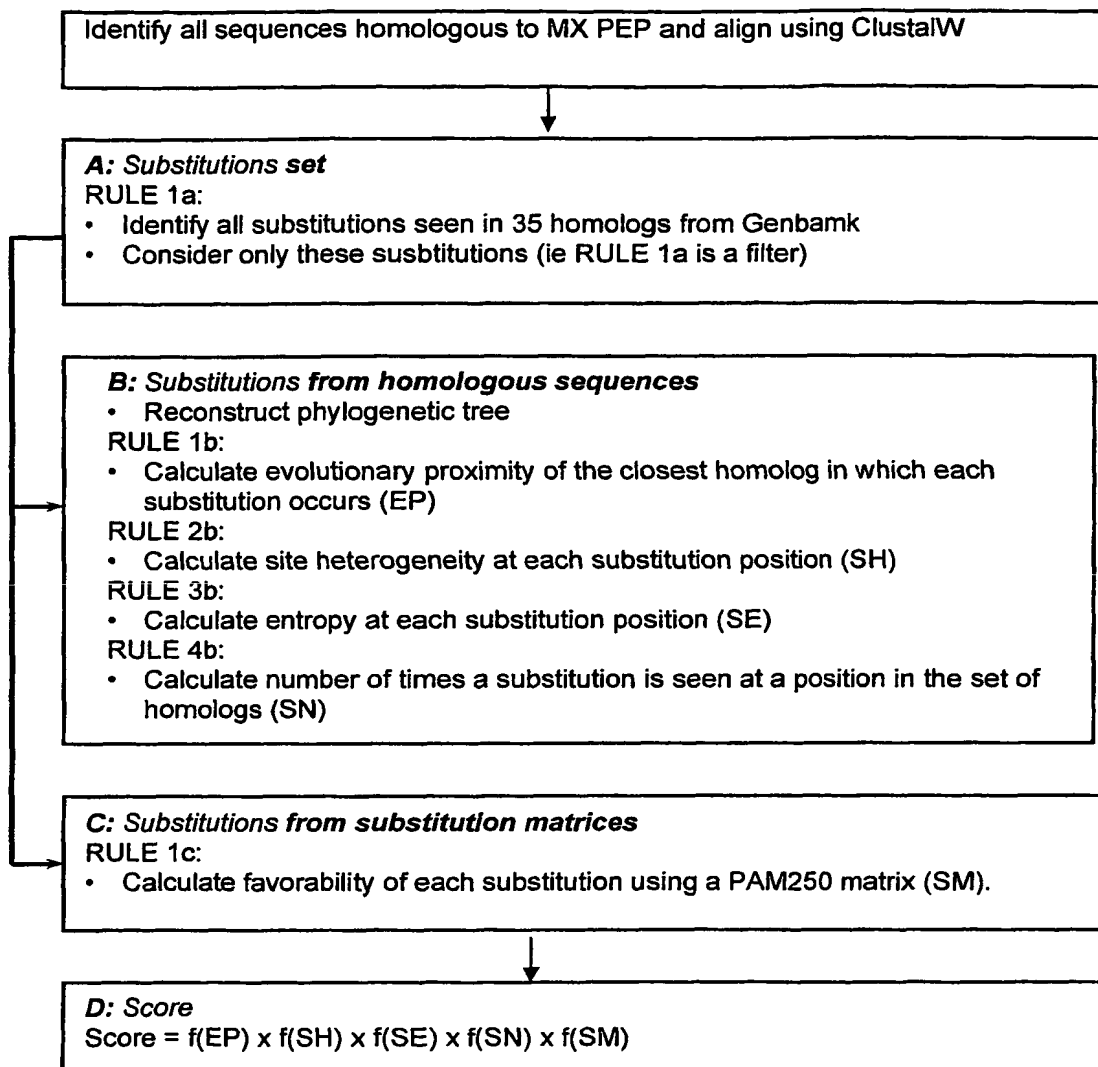 Identify all sequences homologous to MX PEP and align using ClustalW
A: Substitutions set
RULE 1a:
• Identify all substitutions seen in 35 homologs from Genbamk
• Consider only these susbtitutions (ie RULE 1a is a filter)
B: Substitutions from homologous sequences
• Reconstruct phylogenetic tree
RULE 1b:
• Calculate evolutionary proximity of the closest homolog in which each
substitution occurs (EP)
RULE 2b:
• Calculate site heterogeneity at each substitution position (SH)
RULE 3b:
• Calculate entropy at each substitution position (SE)
RULE 4b:
• Calculate number of times a substitution is seen at a position in the set of
homologs (SN)
C: Substitutions from substitution matrices
RULE 1c:
• Calculate favorability of each substitution using a PAM250 matrix (SM).
D: Score
Score = f(EP) x f(SH) x f(SE) x f(SN) x f(SM)